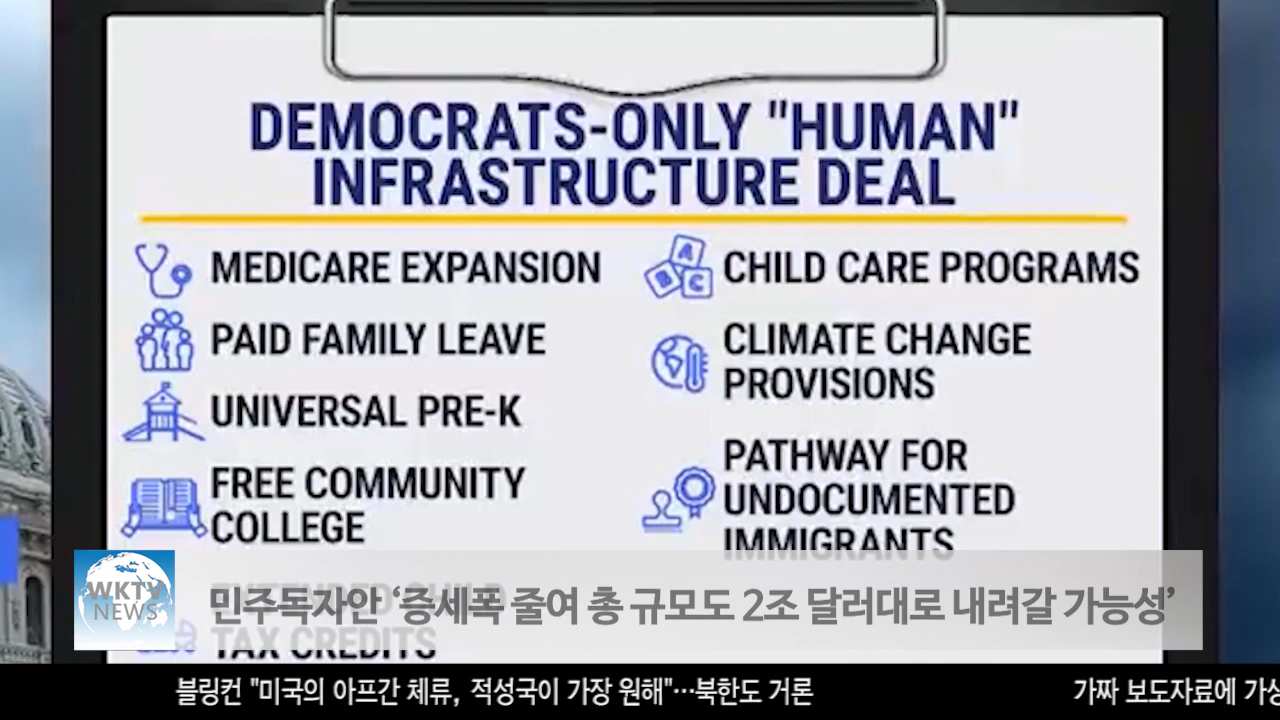 DEMOCRATS-ONLY "HUMAN"
INFRASTRUCTURE DEAL
MEDICARE EXPANSION
PAID FAMILY LEAVE
UNIVERSAL PRE-K
FREE COMMUNITY
COLLEGE
EXTENDED CHILD
TAX CREDITS
CHILD CARE PROGRAMS
CLIMATE CHANGE
PROVISIONS
PATHWAY FOR
UNDOCUMENTED
IMMIGRANTS
A
B
C
WKTV
NEWS
민주독자안 ‘증세폭 줄여 총 규모도 2조 달러대로 내려갈 가능성’
블링컨 "미국의 아프간 체류, 적성국이 가장 원해"…북한도 거론
가짜 보도자료에 가상